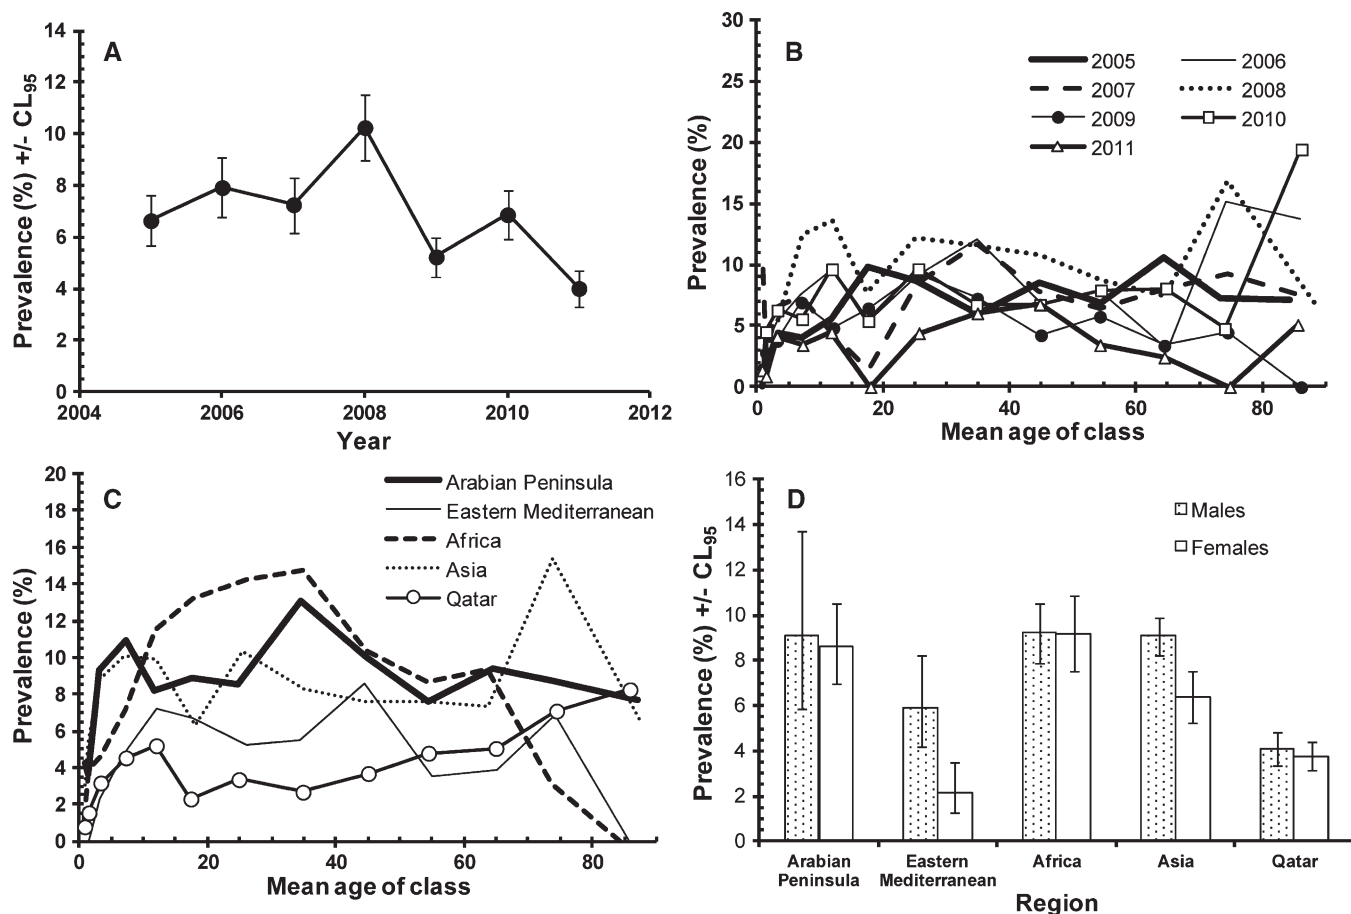 A
Prevalence (%) +/- CL95
14
12
10
8
6
4
2
0
2004 2006 2008 2010 2012
Year
B
Prevalence (%)
30
25
20
15
10
5
0
2005 2006
2007 2008
2009 2010
2011
0 20 40 60 80
Mean age of class
C
Prevalence (%)
20
18
16
14
12
10
8
6
4
2
0
Arabian Peninsula
Eastern Mediterranean
Africa
Asia
Qatar
0 20 40 60 80
Mean age of class
D
Prevalence (%) +/- CL95
16
14
12
10
8
6
4
2
0
Males
Females
Arabian Eastern Africa Asia Qatar
Peninsula Mediterranean
Region